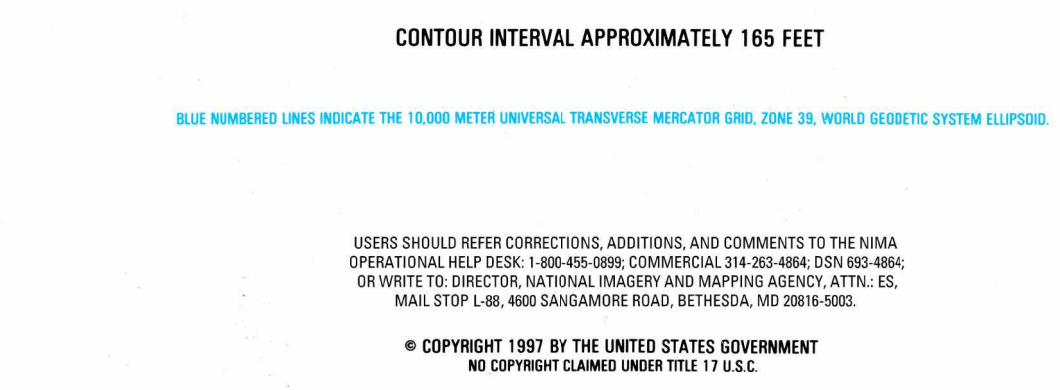 CONTOUR INTERVAL APPROXIMATELY 165 FEET
BLUE NUMBERED LINES INDICATE THE 10,000 METER UNIVERSAL TRANSVERSE MERCATOR GRID, ZONE 39, WORLD GEODETIC SYSTEM ELLIPSOID.
USERS SHOULD REFER CORRECTIONS, ADDITIONS, AND COMMENTS TO THE NIMA
OPERATIONAL HELP DESK: 1-800-455-0899; COMMERCIAL 314-263-4864; DSN 693-4864;
OR WRITE TO: DIRECTOR, NATIONAL IMAGERY AND MAPPING AGENCY, ATTN.: ES,
MAIL STOP L-88, 4600 SANGAMORE ROAD, BETHESDA, MD 20816-5003.
© COPYRIGHT 1997 BY THE UNITED STATES GOVERNMENT
NO COPYRIGHT CLAIMED UNDER TITLE 17 U.S.C.